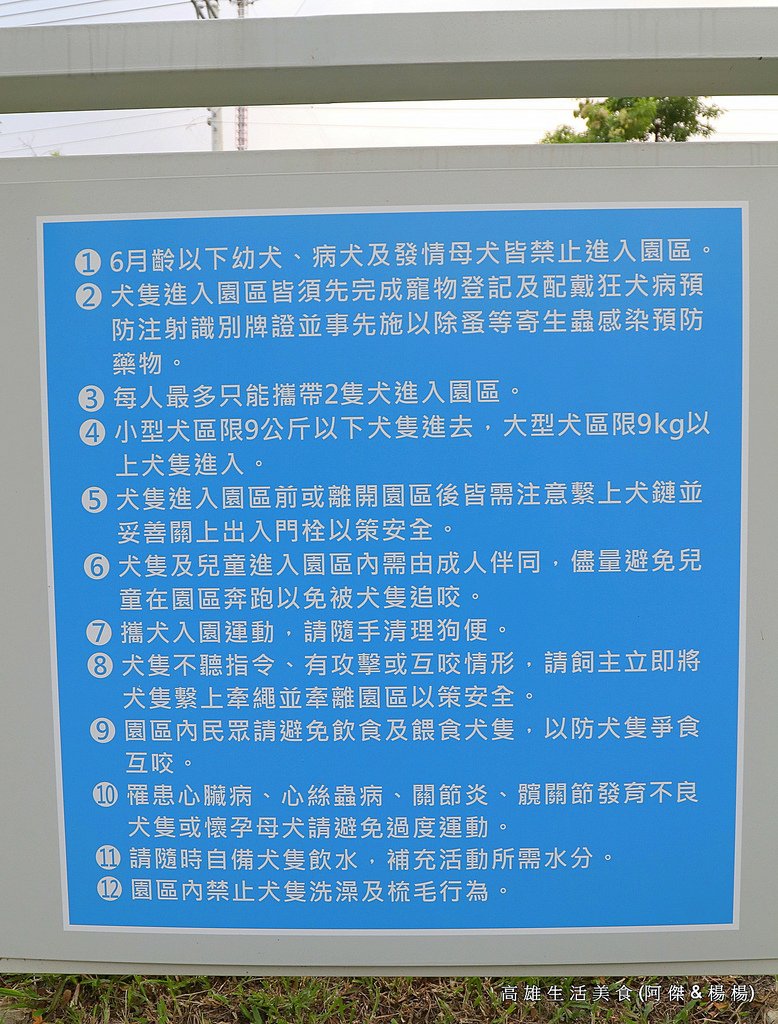 ① 6月齡以下幼犬、病犬及發情母犬皆禁止進入園區。
② 犬隻進入園區皆須先完成寵物登記及配戴狂犬病預
防注射識別牌證並事先施以除蚤等寄生蟲感染預防
藥物。
③ 每人最多只能攜帶2隻犬進入園區。
④ 小型犬區限9公斤以下犬隻進去，大型犬區限9kg以
上犬隻進入。
⑤ 犬隻進入園區前或離開園區後皆需注意繫上犬鏈並
妥善關上出入門栓以策安全。
⑥ 犬隻及兒童進入園區內需由成人伴同，儘量避免兒
童在園區奔跑以免被犬隻追咬。
⑦ 攜犬入園運動，請隨手清理狗便。
⑧ 犬隻不聽指令、有攻擊或互咬情形，請飼主立即將
犬隻繫上牽繩並牽離園區以策安全。
⑨ 園區內民眾請避免飲食及餵食犬隻，以防犬隻爭食
互咬。
⑩ 罹患心臟病、心絲蟲病、關節炎、髖關節發育不良
犬隻或懷孕母犬請避免過度運動。
⑪ 請隨時自備犬隻飲水，補充活動所需水分。
⑫ 園區內禁止犬隻洗澡及梳毛行為。
高雄生活美食(阿傑&楊楊)